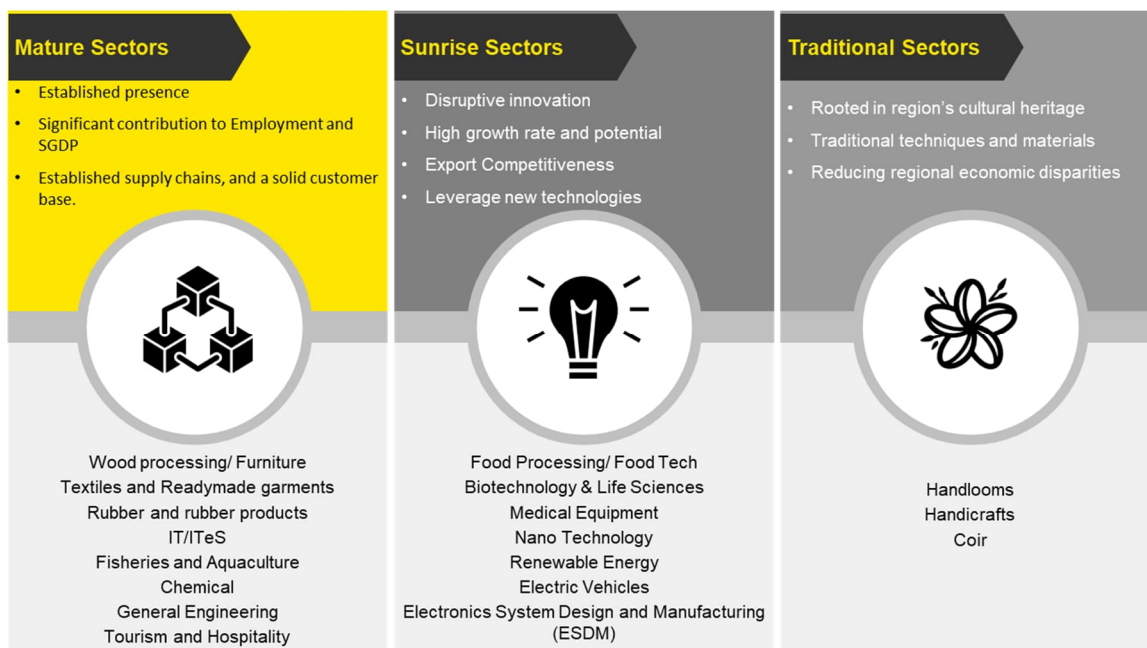 Mature Sectors
• Established presence
• Significant contribution to Employment and
SGDP
• Established supply chains, and a solid customer
base.
Wood processing/ Furniture
Textiles and Readymade garments
Rubber and rubber products
IT/ITeS
Fisheries and Aquaculture
Chemical
General Engineering
Tourism and Hospitality
Sunrise Sectors
• Disruptive innovation
• High growth rate and potential
• Export Competitiveness
• Leverage new technologies
Food Processing/ Food Tech
Biotechnology & Life Sciences
Medical Equipment
Nano Technology
Renewable Energy
Electric Vehicles
Electronics System Design and Manufacturing
(ESDM)
Traditional Sectors
• Rooted in region's cultural heritage
• Traditional techniques and materials
• Reducing regional economic disparities
Handlooms
Handicrafts
Coir